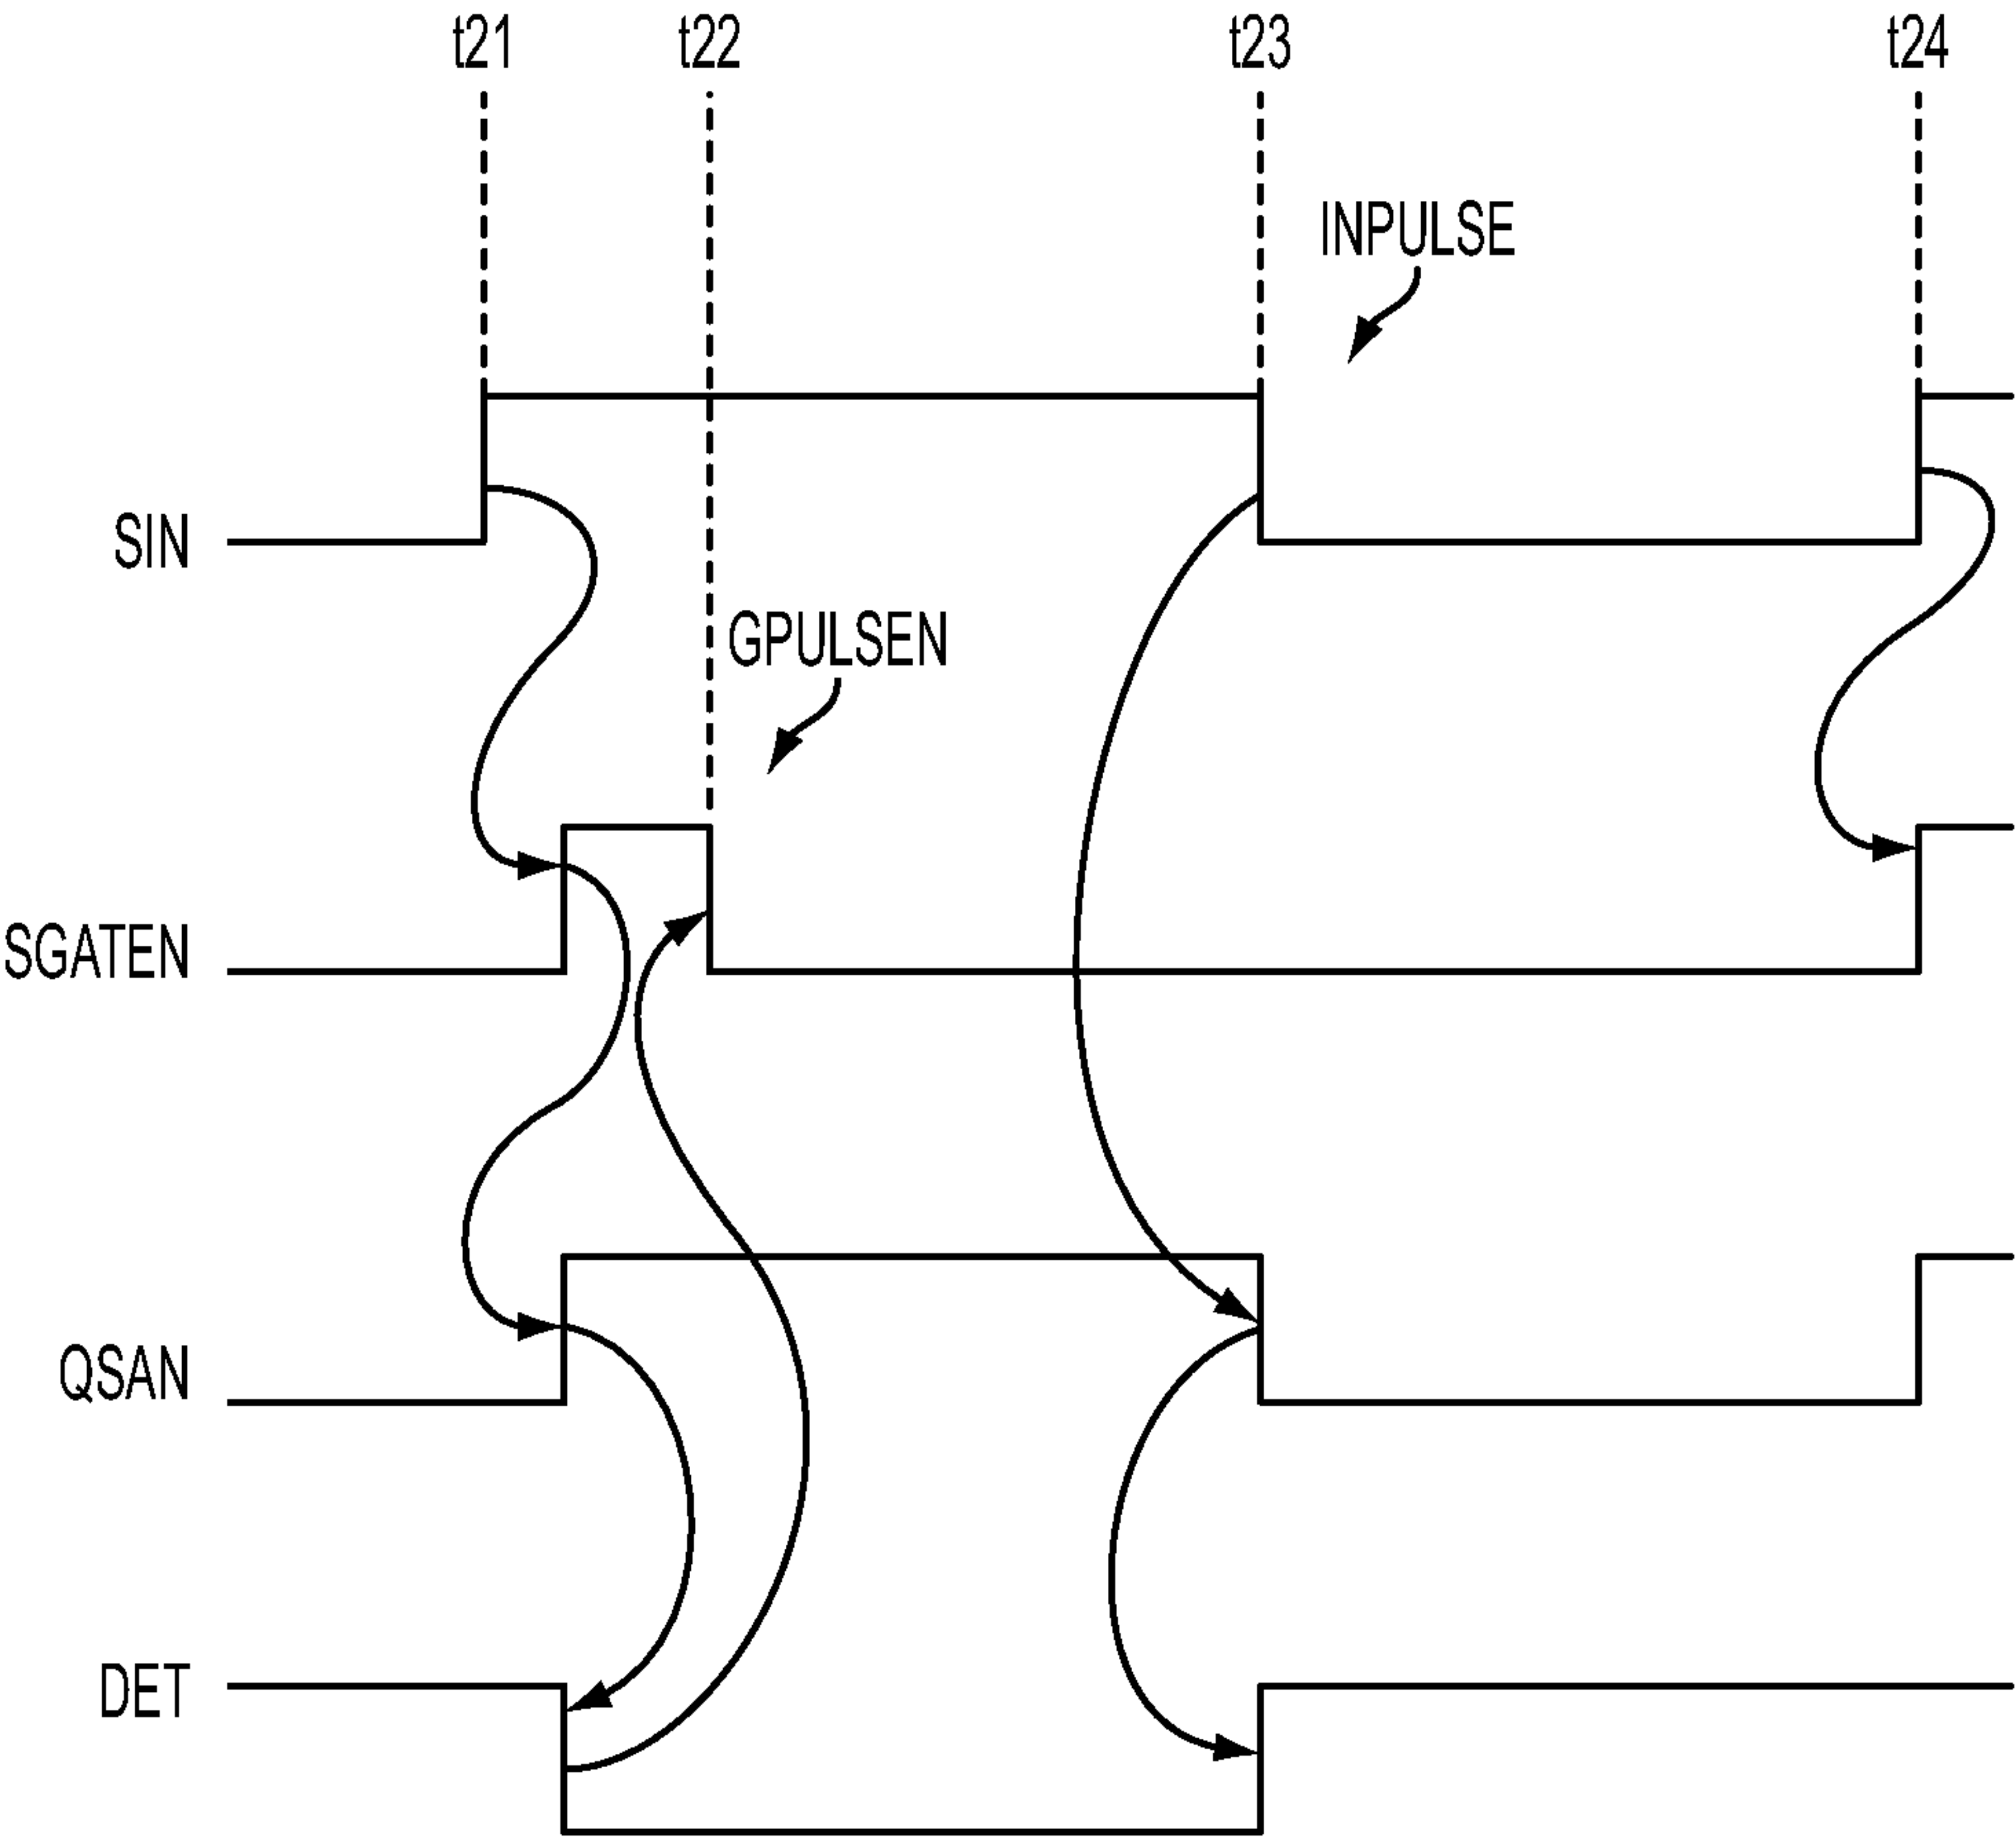 t21 t22 t23 t24
INPULSE
SIN
GPULSEN
SGATEN
QSAN
DET